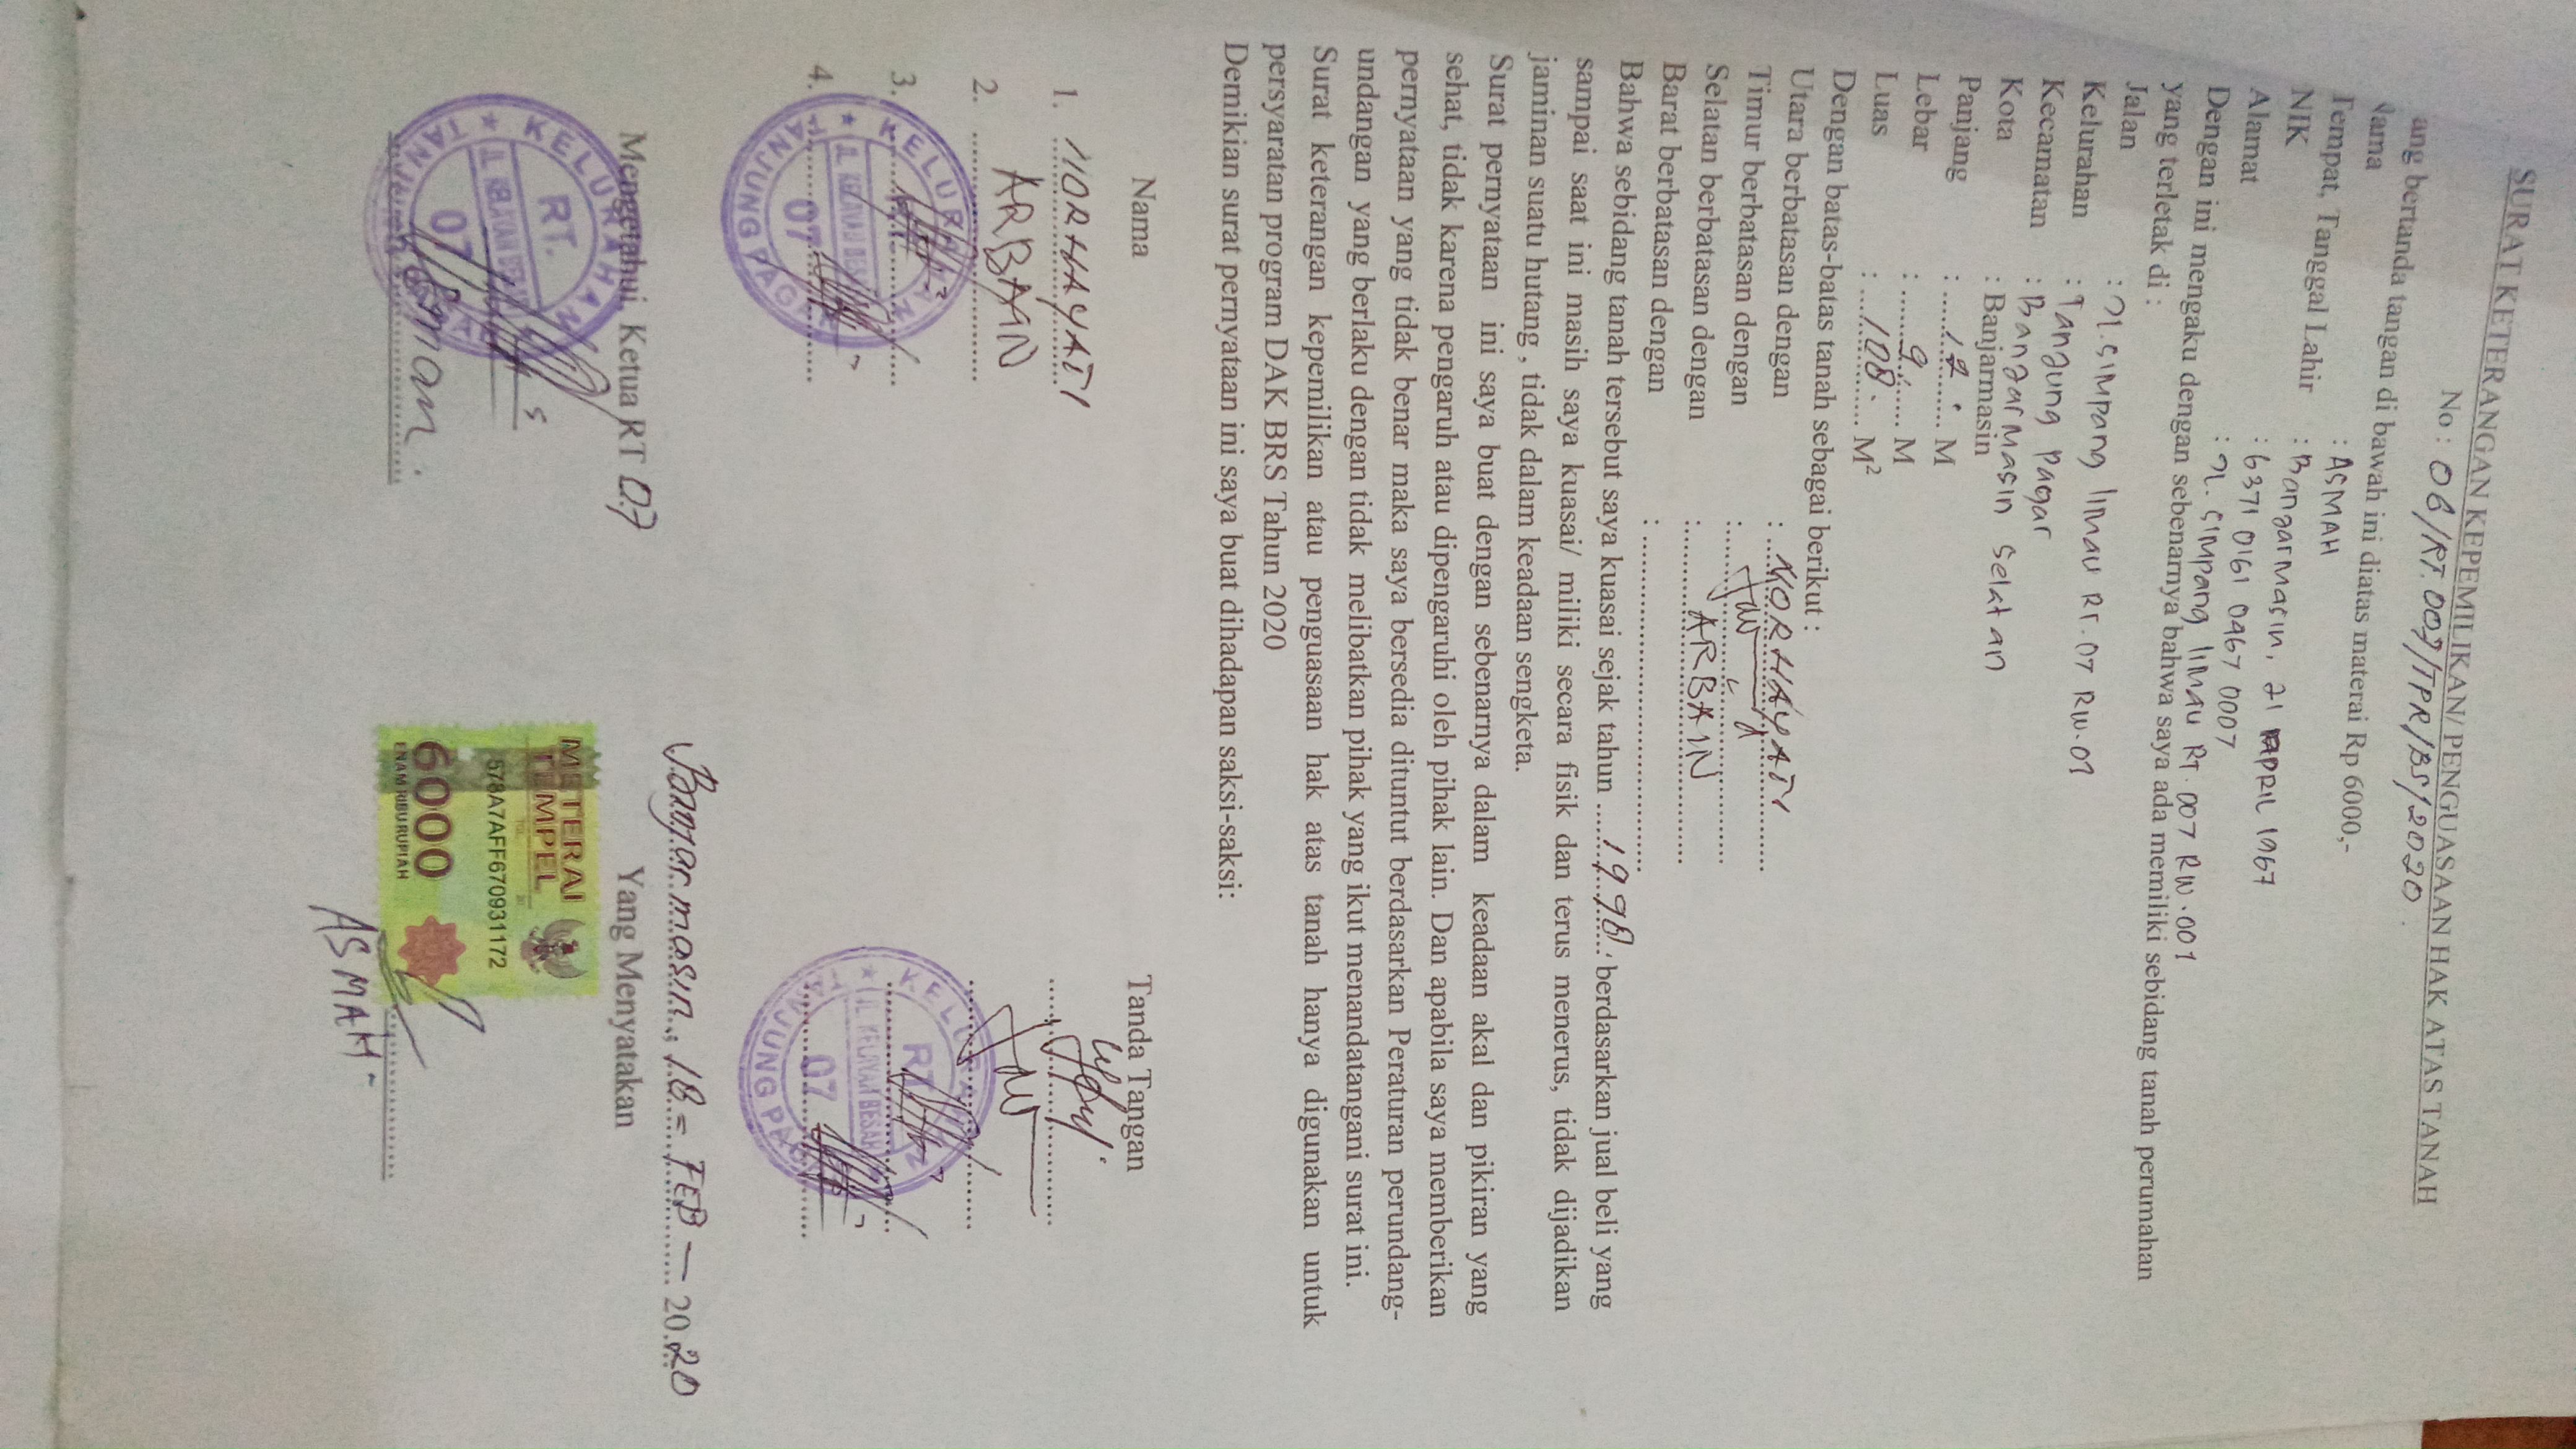 SURAT KETERANGAN KEPEMILIKAN/ PENGUASAAN HAK ATAS TANAH
No : 06/RT.007/TPR/BS/2020.
ang bertanda tangan di bawah ini diatas materai Rp 6000,-
Nama : ASMAH
Tempat, Tanggal Lahir : Banjarmasin, 21 APRIL 1967
NIK : 6371 0161 0467 0007
Alamat : Jl. Simpang limau RT. 007 RW. 001
Dengan ini mengaku dengan sebenarnya bahwa saya ada memiliki sebidang tanah perumahan
yang terletak di :
Jalan : Jl. Simpang limau RT. 07 RW. 01
Kelurahan : Tanjung Pagar
Kecamatan : Banjarmasin Selatan
Kota : Banjarmasin
Panjang : ......12....... M
Lebar : .........9....... M
Luas : ....108........ M²
Dengan batas-batas tanah sebagai berikut :
Utara berbatasan dengan : NORHAYATI
Timur berbatasan dengan :
Selatan berbatasan dengan : ARBAIN
Barat berbatasan dengan :
Bahwa sebidang tanah tersebut saya kuasai sejak tahun ......1996..... berdasarkan jual beli yang
sampai saat ini masih saya kuasai/ miliki secara fisik dan terus menerus, tidak dijadikan
jaminan suatu hutang , tidak dalam keadaan sengketa.
Surat pernyataan ini saya buat dengan sebenarnya dalam keadaan akal dan pikiran yang
sehat, tidak karena pengaruh atau dipengaruhi oleh pihak lain. Dan apabila saya memberikan
pernyataan yang tidak benar maka saya bersedia dituntut berdasarkan Peraturan perundang-
undangan yang berlaku dengan tidak melibatkan pihak yang ikut menandatangani surat ini.
Surat keterangan kepemilikan atau penguasaan hak atas tanah hanya digunakan untuk
persyaratan program DAK BRS Tahun 2020
Demikian surat pernyataan ini saya buat dihadapan saksi-saksi:
Nama Tanda Tangan
1. NORHAYATI
2. ARBAIN
3.
4.
KELURAHAN
RT.
JL. KELAYAN BESAR
07
TANJUNG PAGAR
Banjarmasin, 18 = FEB — 2020
Mengetahui, Ketua RT 07
Yang Menyatakan
METERAI
TEMPEL
578A7AFF670931172
6000
ENAM RIBU RUPIAH
ASMAH